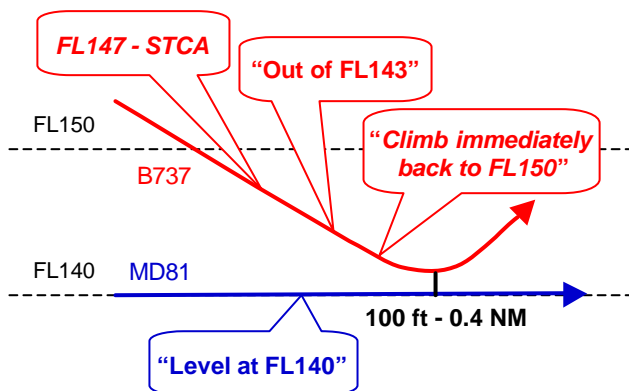 FL147 - STCA
“Out of FL143”
FL150
“Climb immediately
back to FL150”
B737
FL140
MD81
100 ft - 0.4 NM
“Level at FL140”